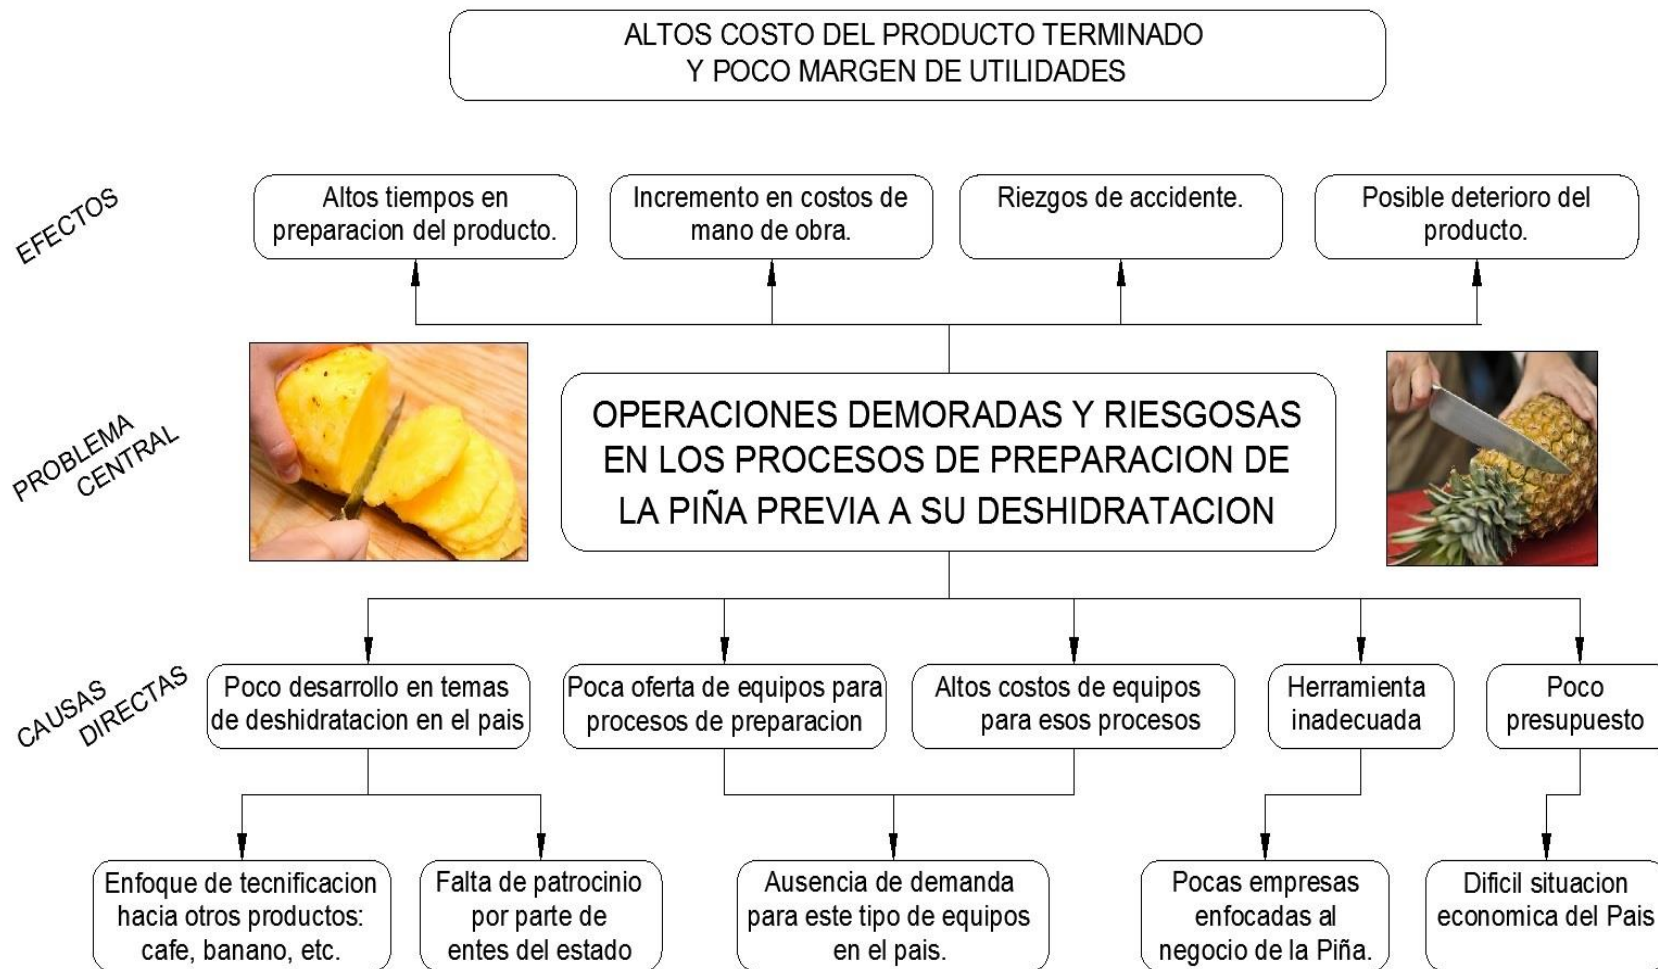 ALTOS COSTO DEL PRODUCTO TERMINADO
Y POCO MARGEN DE UTILIDADES
EFECTOS
Altos tiempos en
preparacion del producto.
Incremento en costos de
mano de obra.
Riezgos de accidente.
Posible deterioro del
producto.
PROBLEMA
CENTRAL
OPERACIONES DEMORADAS Y RIESGOSAS
EN LOS PROCESOS DE PREPARACION DE
LA PIÑA PREVIA A SU DESHIDRATACION
CAUSAS
DIRECTAS
Poco desarrollo en temas
de deshidratacion en el pais
Poca oferta de equipos para
procesos de preparacion
Altos costos de equipos
para esos procesos
Herramienta
inadecuada
Poco
presupuesto
Enfoque de tecnificacion
hacia otros productos:
cafe, banano, etc.
Falta de patrocinio
por parte de
entes del estado
Ausencia de demanda
para este tipo de equipos
en el pais.
Pocas empresas
enfocadas al
negocio de la Piña.
Dificil situacion
economica del Pais